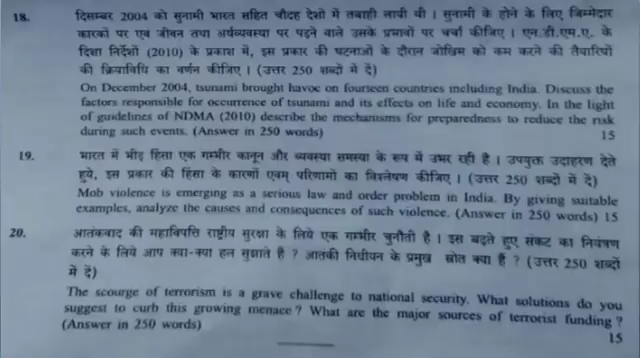 18. दिसम्बर 2004 को सुनामी भारत सहित चौदह देशो में तबाही लायी थी । सुनामी के होने के लिए जिम्मेदार
कारकों पर एव जीवन तथा अर्थव्यवस्था पर पड़ने वाले उसके प्रभावों पर चर्चा कीजिए । एन.डी.एम.ए. के
दिशा निर्देशों (2010) के प्रकाश में, इस प्रकार की घटनाओं के दौरान जोखिम को कम करने की तैयारियों
की क्रियाविधि का वर्णन कीजिए । (उत्तर 250 शब्दों में दें)
On December 2004, tsunami brought havoc on fourteen countries including India. Discuss the
factors responsible for occurrence of tsunami and its effects on life and economy. In the light
of guidelines of NDMA (2010) describe the mechanisms for preparedness to reduce the risk
during such events. (Answer in 250 words) 15
19. भारत में भीड़ हिंसा एक गम्भीर कानून और व्यवस्था समस्या के रूप में उभर रही है । उपयुक्त उदाहरण देते
हुये, इस प्रकार की हिंसा के कारणों एवम् परिणामों का विश्लेषण कीजिए । (उत्तर 250 शब्दों में दें)
Mob violence is emerging as a serious law and order problem in India. By giving suitable
examples, analyze the causes and consequences of such violence. (Answer in 250 words) 15
20. आतंकवाद की महाविपत्ति राष्ट्रीय सुरक्षा के लिये एक गम्भीर चुनौती है । इस बढ़ते हुए संकट का नियंत्रण
करने के लिये आप क्या-क्या हल सुझाते हैं ? आतंकी निधीयन के प्रमुख स्रोत क्या हैं ? (उत्तर 250 शब्दों
में दें)
The scourge of terrorism is a grave challenge to national security. What solutions do you
suggest to curb this growing menace ? What are the major sources of terrorist funding ?
(Answer in 250 words) 15